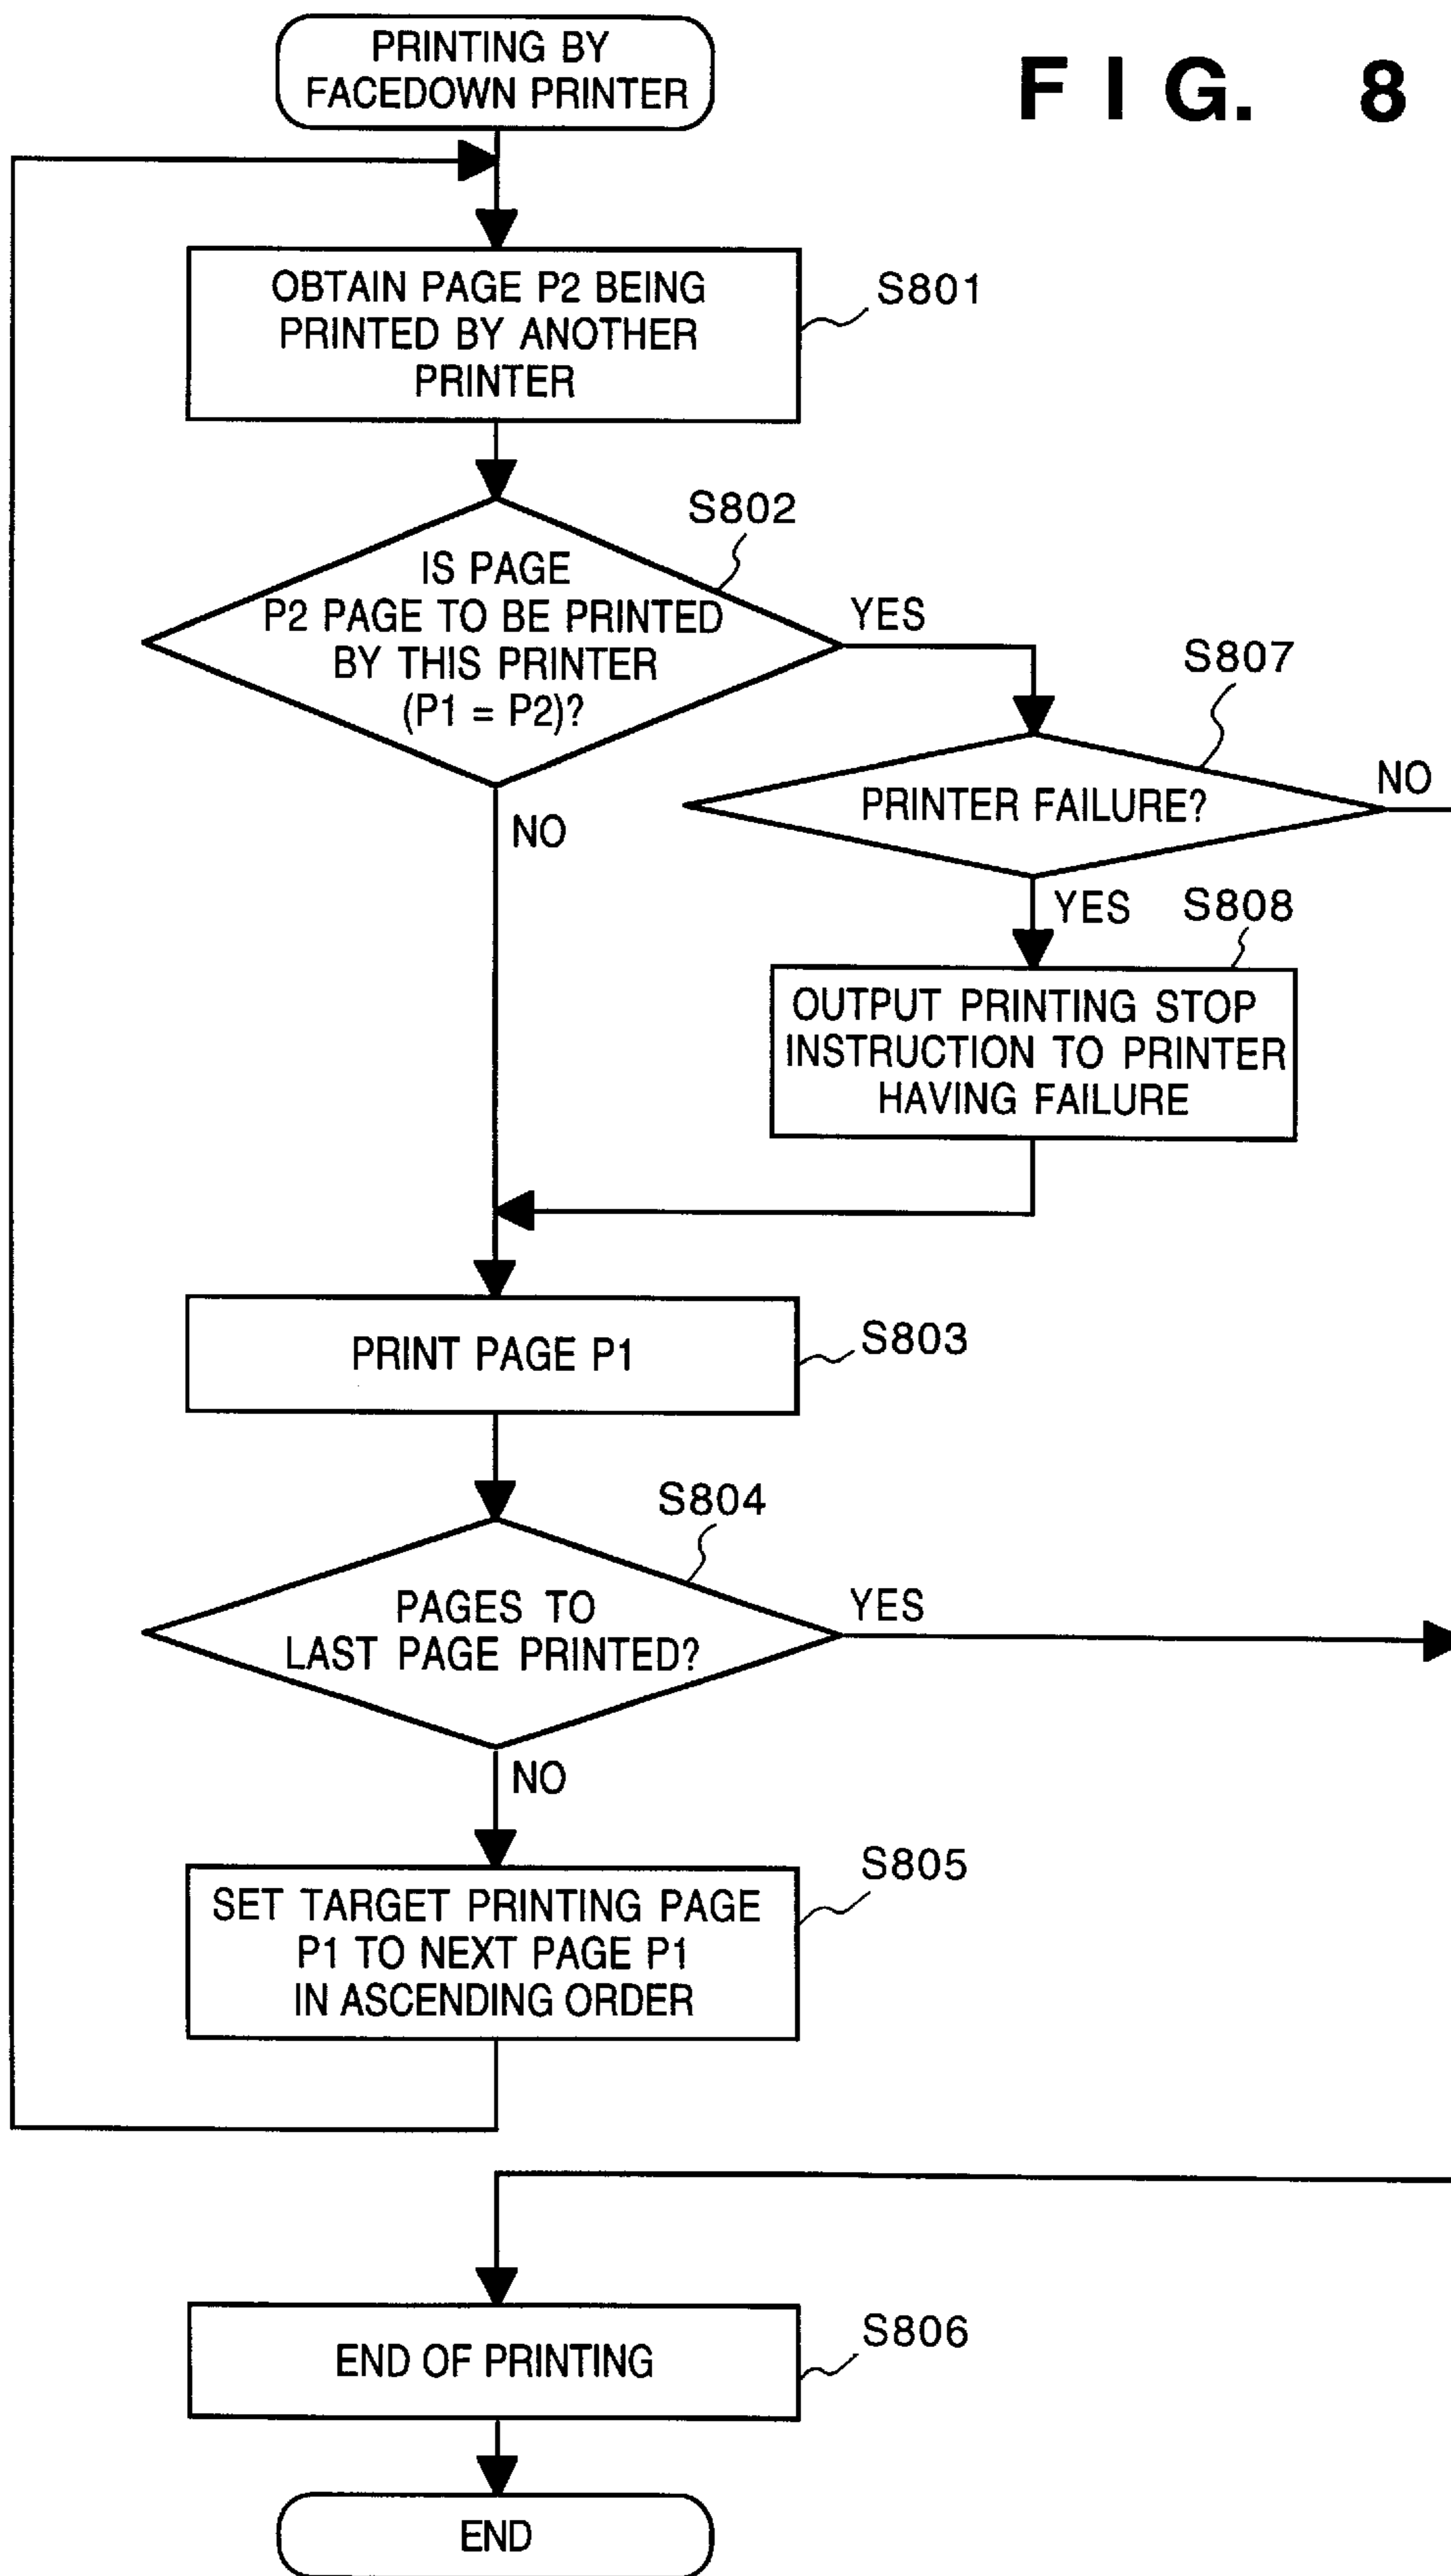 PRINTING BY
FACEDOWN PRINTER
FIG. 8
OBTAIN PAGE P2 BEING
PRINTED BY ANOTHER
PRINTER
S801
S802
IS PAGE
P2 PAGE TO BE PRINTED
BY THIS PRINTER
(P1 = P2)?
YES
NO
S807
PRINTER FAILURE?
NO
YES
S808
OUTPUT PRINTING STOP
INSTRUCTION TO PRINTER
HAVING FAILURE
PRINT PAGE P1
S803
S804
PAGES TO
LAST PAGE PRINTED?
YES
NO
S805
SET TARGET PRINTING PAGE
P1 TO NEXT PAGE P1
IN ASCENDING ORDER
END OF PRINTING
S806
END